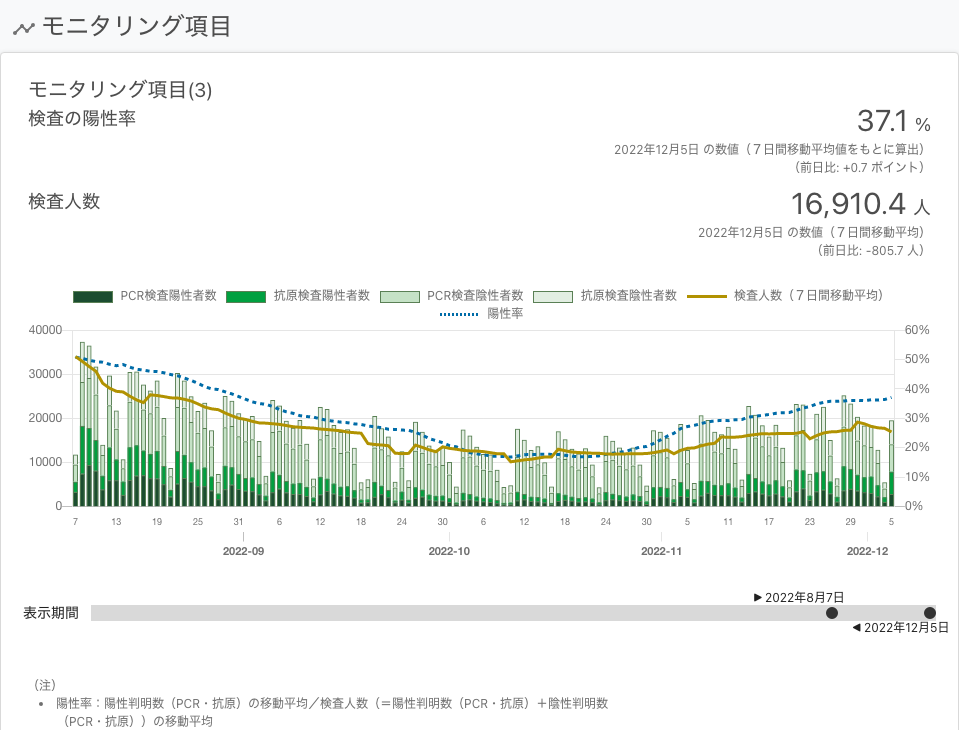 モニタリング項目
モニタリング項目(3)
検査の陽性率
37.1 %
2022年12月5日 の数値（７日間移動平均値をもとに算出）
（前日比: +0.7 ポイント）
検査人数
16,910.4 人
2022年12月5日 の数値（７日間移動平均）
（前日比: -805.7 人）
PCR検査陽性者数 抗原検査陽性者数 PCR検査陰性者数 抗原検査陰性者数 検査人数（７日間移動平均）
陽性率
40000 60%
50%
30000
40%
20000 30%
20%
10000
10%
0 0%
7 13 19 25 31 6 12 18 24 30 6 12 18 24 30 5 11 17 23 29 5
2022-09 2022-10 2022-11 2022-12
▶ 2022年8月7日
表示期間
◀ 2022年12月5日
（注）
• 陽性率：陽性判明数（PCR・抗原）の移動平均／検査人数（＝陽性判明数（PCR・抗原）＋陰性判明数
（PCR・抗原））の移動平均